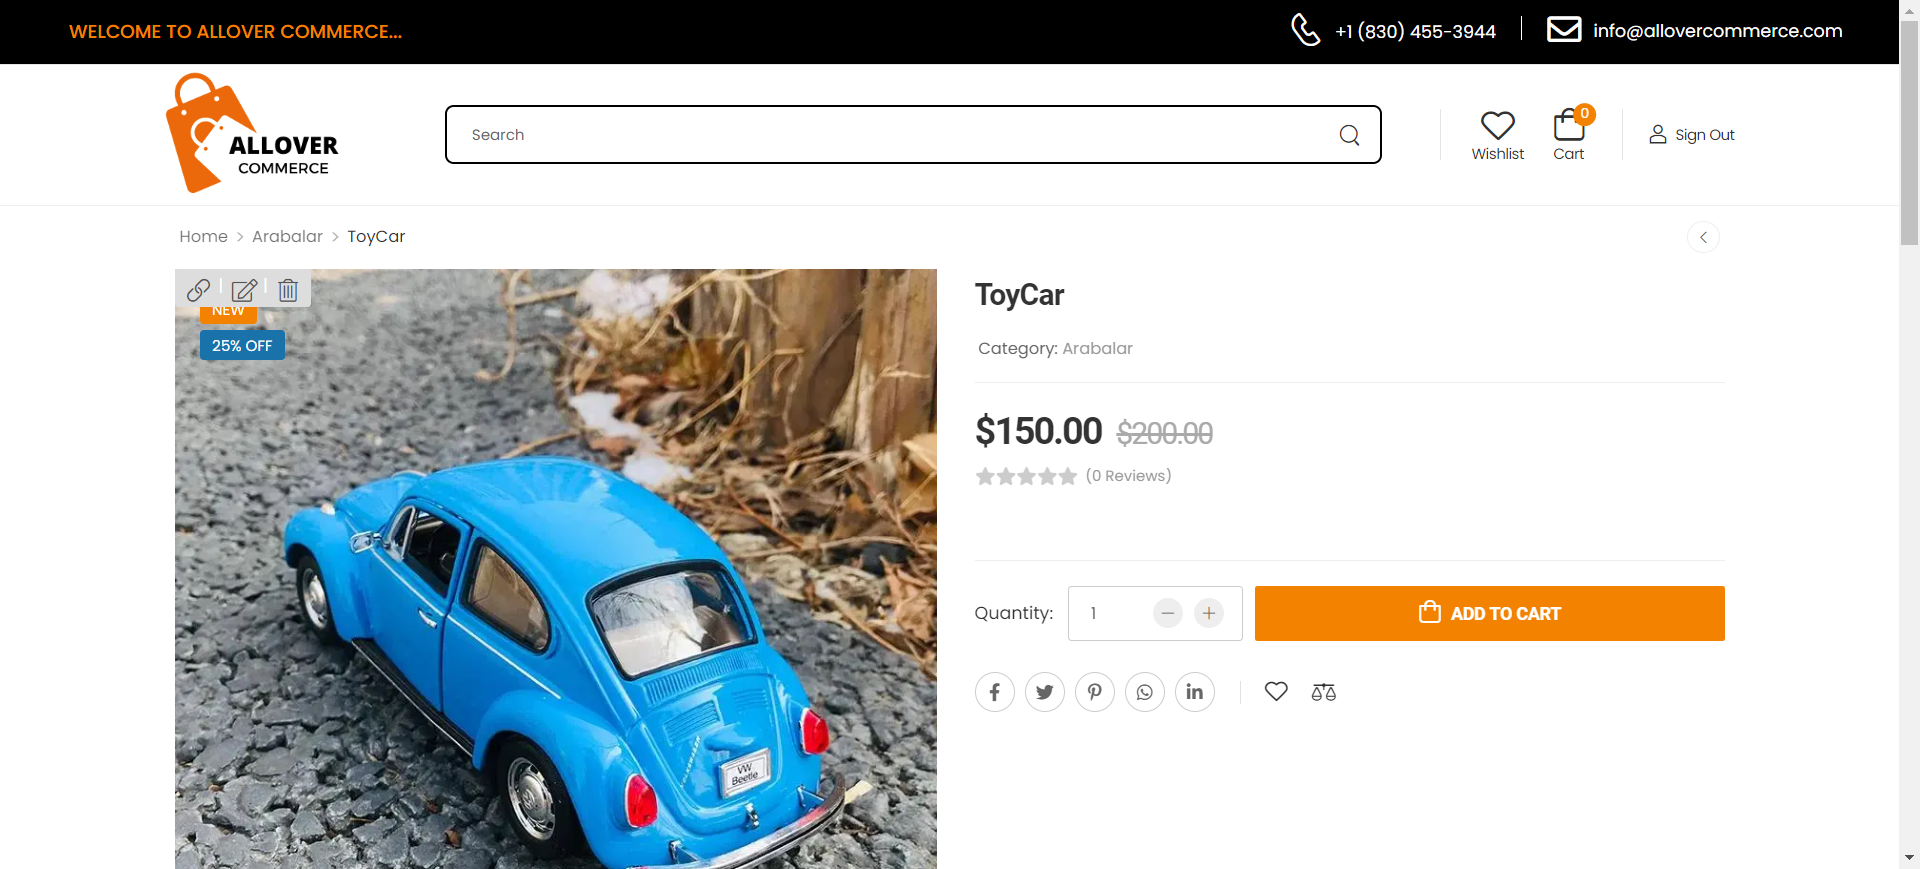 WELCOME TO ALLOVER COMMERCE...
+1 (830) 455-3944
info@allovercommerce.com
ALLOVER
COMMERCE
Search
Wishlist
0
Cart
Sign Out
Home > Arabalar > ToyCar
NEW
25% OFF
VW
Beetle
ToyCar
Category: Arabalar
$150.00 $200.00
(0 Reviews)
Quantity: 1 − +
ADD TO CART